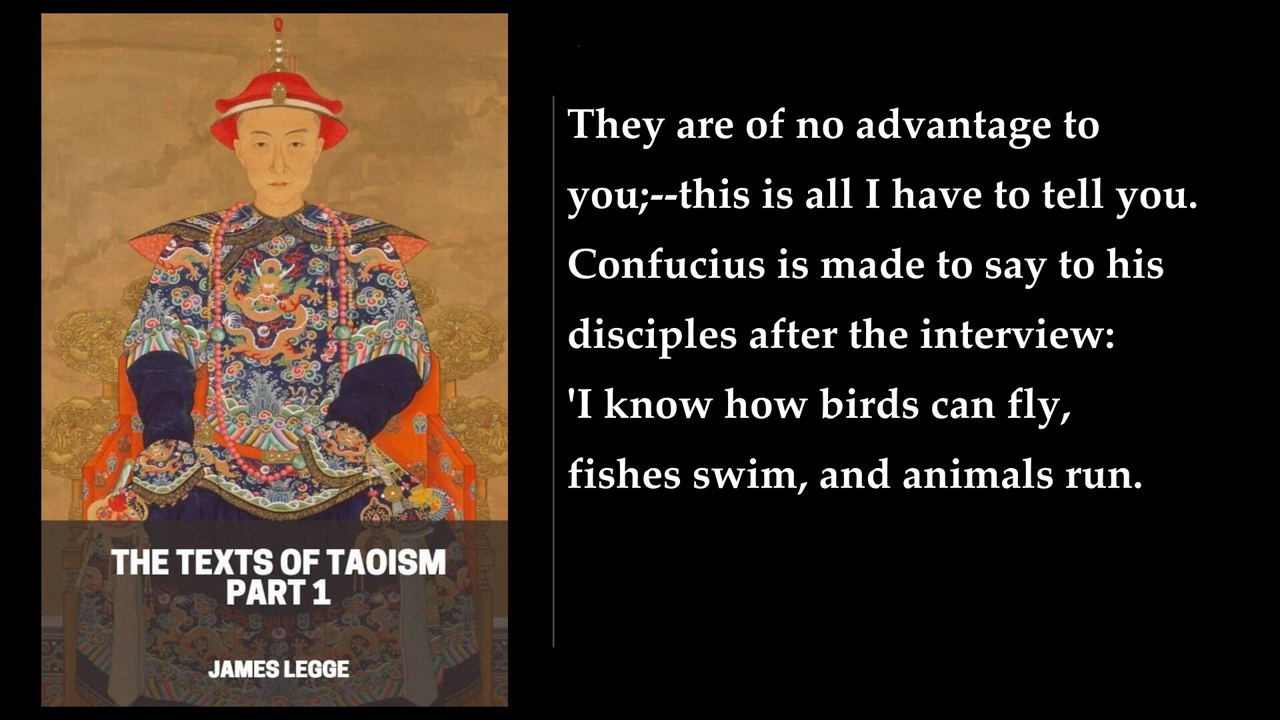 THE TEXTS OF TAOISM
PART 1
JAMES LEGGE
They are of no advantage to
you;--this is all I have to tell you.
Confucius is made to say to his
disciples after the interview:
'I know how birds can fly,
fishes swim, and animals run.